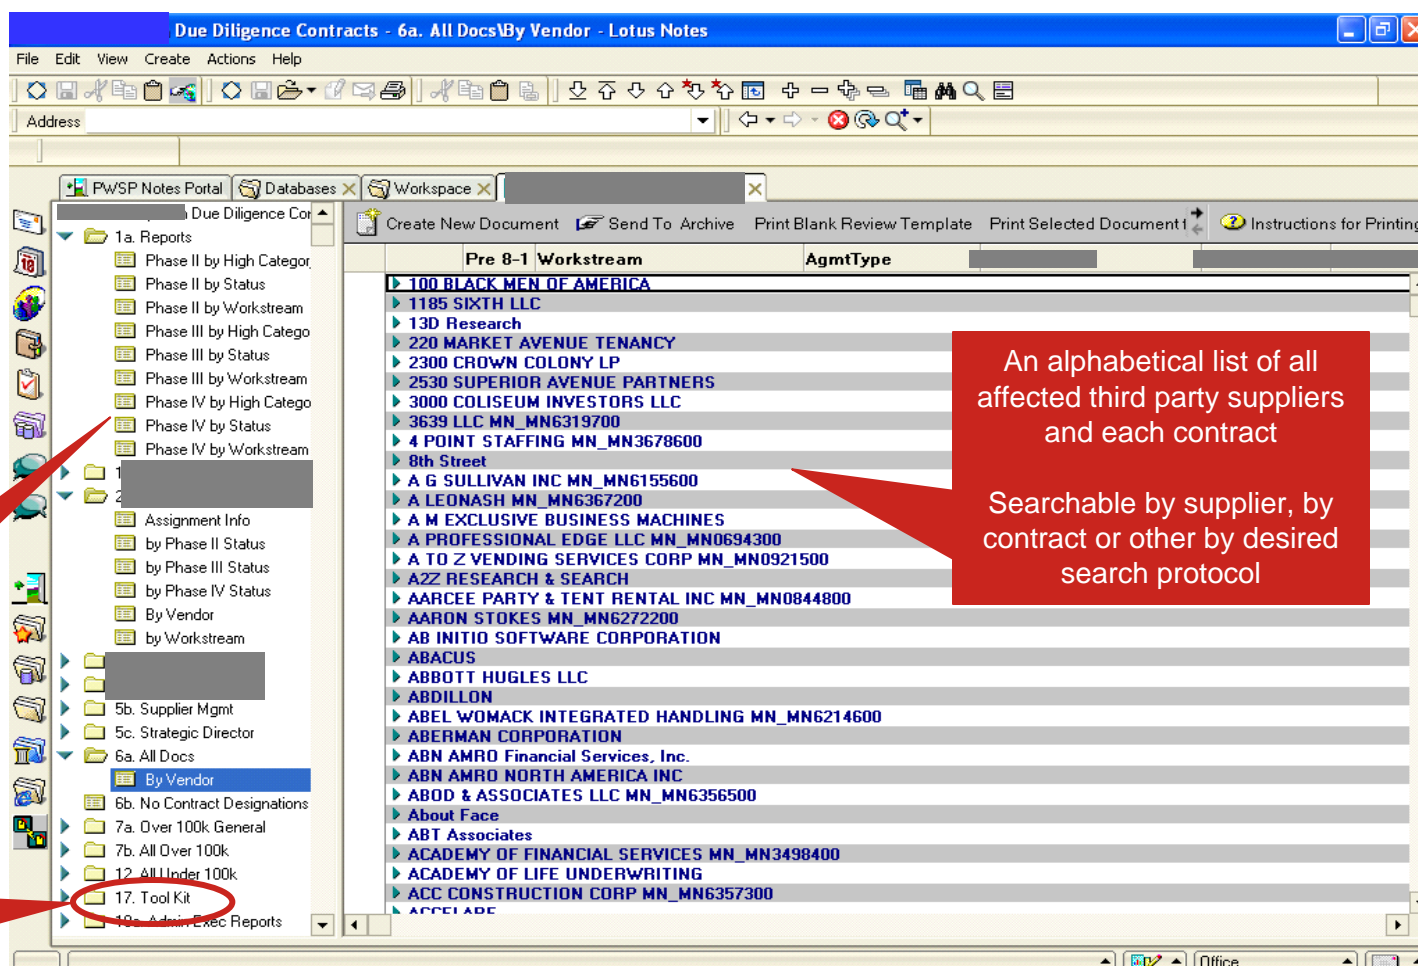 Due Diligence Contracts - 6a. All Docs\By Vendor - Lotus Notes
File Edit View Create Actions Help
Address
PWSP Notes Portal Databases Workspace
Due Diligence Cor
Create New Document Send To Archive Print Blank Review Template Print Selected Document Instructions for Printing
1a. Reports
Phase II by High Categor
Phase II by Status
Phase II by Workstream
Phase III by High Catego
Phase III by Status
Phase III by Workstream
Phase IV by High Catego
Phase IV by Status
Phase IV by Workstream
1
2
Assignment Info
by Phase II Status
by Phase III Status
by Phase IV Status
By Vendor
by Workstream
5b. Supplier Mgmt
5c. Strategic Director
6a. All Docs
By Vendor
6b. No Contract Designations
7a. Over 100k General
7b. All Over 100k
12. All Under 100k
17. Tool Kit
Admin Exec Reports
Pre 8-1 Workstream AgmtType
100 BLACK MEN OF AMERICA
1185 SIXTH LLC
13D Research
220 MARKET AVENUE TENANCY
2300 CROWN COLONY LP
2530 SUPERIOR AVENUE PARTNERS
3000 COLISEUM INVESTORS LLC
3639 LLC MN_MN6319700
4 POINT STAFFING MN_MN3678600
8th Street
A G SULLIVAN INC MN_MN6155600
A LEONASH MN_MN6367200
A M EXCLUSIVE BUSINESS MACHINES
A PROFESSIONAL EDGE LLC MN_MN0694300
A TO Z VENDING SERVICES CORP MN_MN0921500
A2Z RESEARCH & SEARCH
AARCEE PARTY & TENT RENTAL INC MN_MN0844800
AARON STOKES MN_MN6272200
AB INITIO SOFTWARE CORPORATION
ABACUS
ABBOTT HUGLES LLC
ABDILLON
ABEL WOMACK INTEGRATED HANDLING MN_MN6214600
ABERMAN CORPORATION
ABN AMRO Financial Services, Inc.
ABN AMRO NORTH AMERICA INC
ABOD & ASSOCIATES LLC MN_MN6356500
About Face
ABT Associates
ACADEMY OF FINANCIAL SERVICES MN_MN3498400
ACADEMY OF LIFE UNDERWRITING
ACC CONSTRUCTION CORP MN_MN6357300
An alphabetical list of all
affected third party suppliers
and each contract
Searchable by supplier, by
contract or other by desired
search protocol
Office